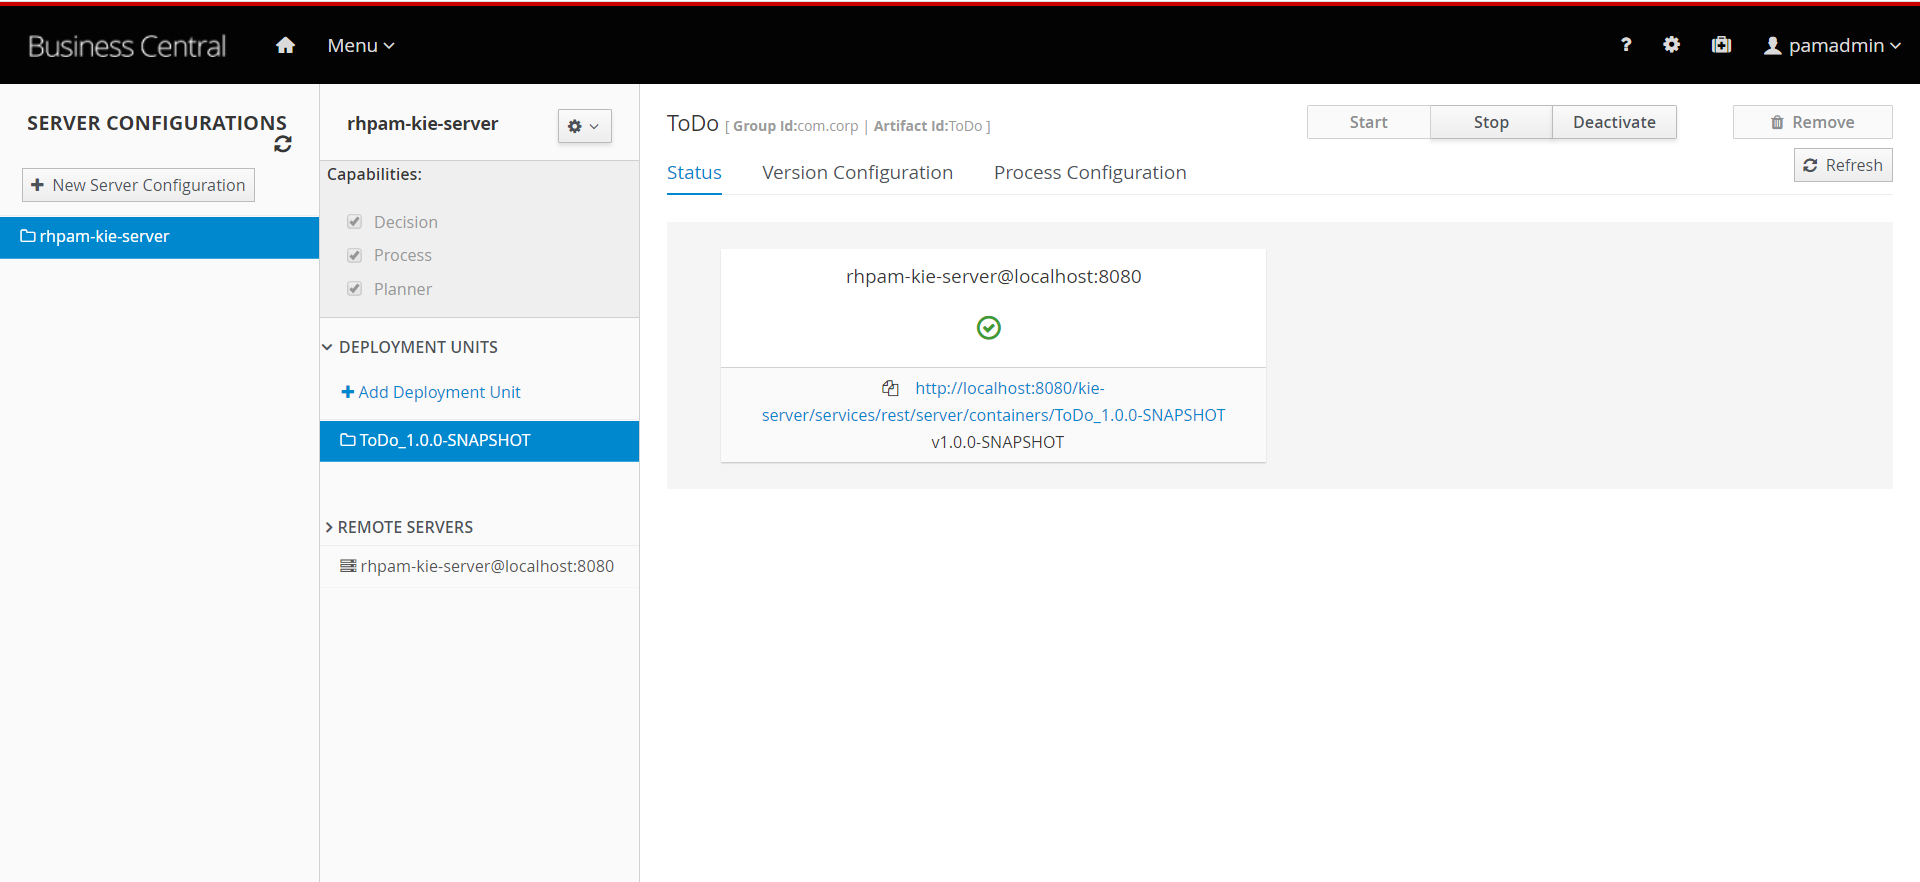 Business Central
Menu
pamadmin
SERVER CONFIGURATIONS
New Server Configuration
rhpam-kie-server
rhpam-kie-server
Capabilities:
Decision
Process
Planner
DEPLOYMENT UNITS
Add Deployment Unit
ToDo_1.0.0-SNAPSHOT
REMOTE SERVERS
rhpam-kie-server@localhost:8080
ToDo [ Group Id:com.corp | Artifact Id:ToDo ]
Start
Stop
Deactivate
Remove
Refresh
Status
Version Configuration
Process Configuration
rhpam-kie-server@localhost:8080
http://localhost:8080/kie-
server/services/rest/server/containers/ToDo_1.0.0-SNAPSHOT
v1.0.0-SNAPSHOT